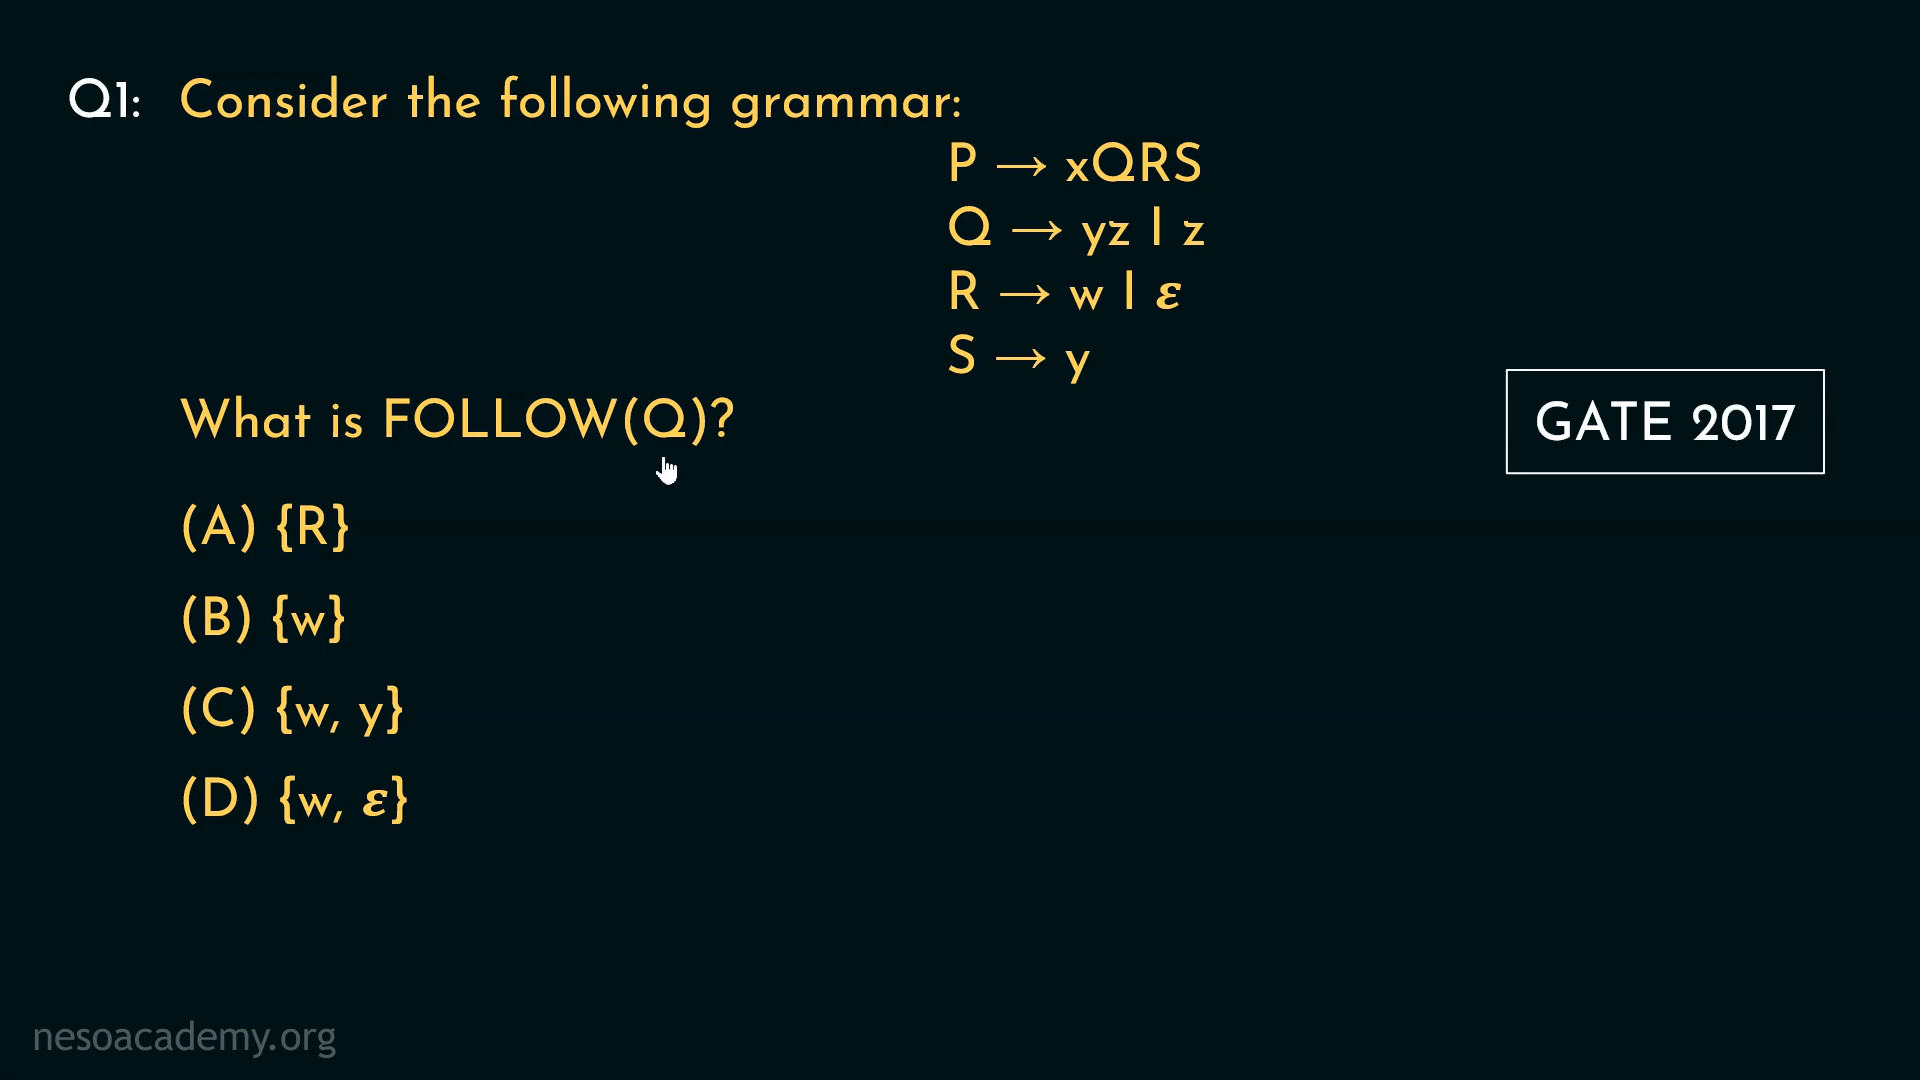 Q1: Consider the following grammar:
P → xQRS
Q → yz | z
R → w | ε
S → y
What is FOLLOW(Q)?
GATE 2017
(A) {R}
(B) {w}
(C) {w, y}
(D) {w, ε}
nesoacademy.org